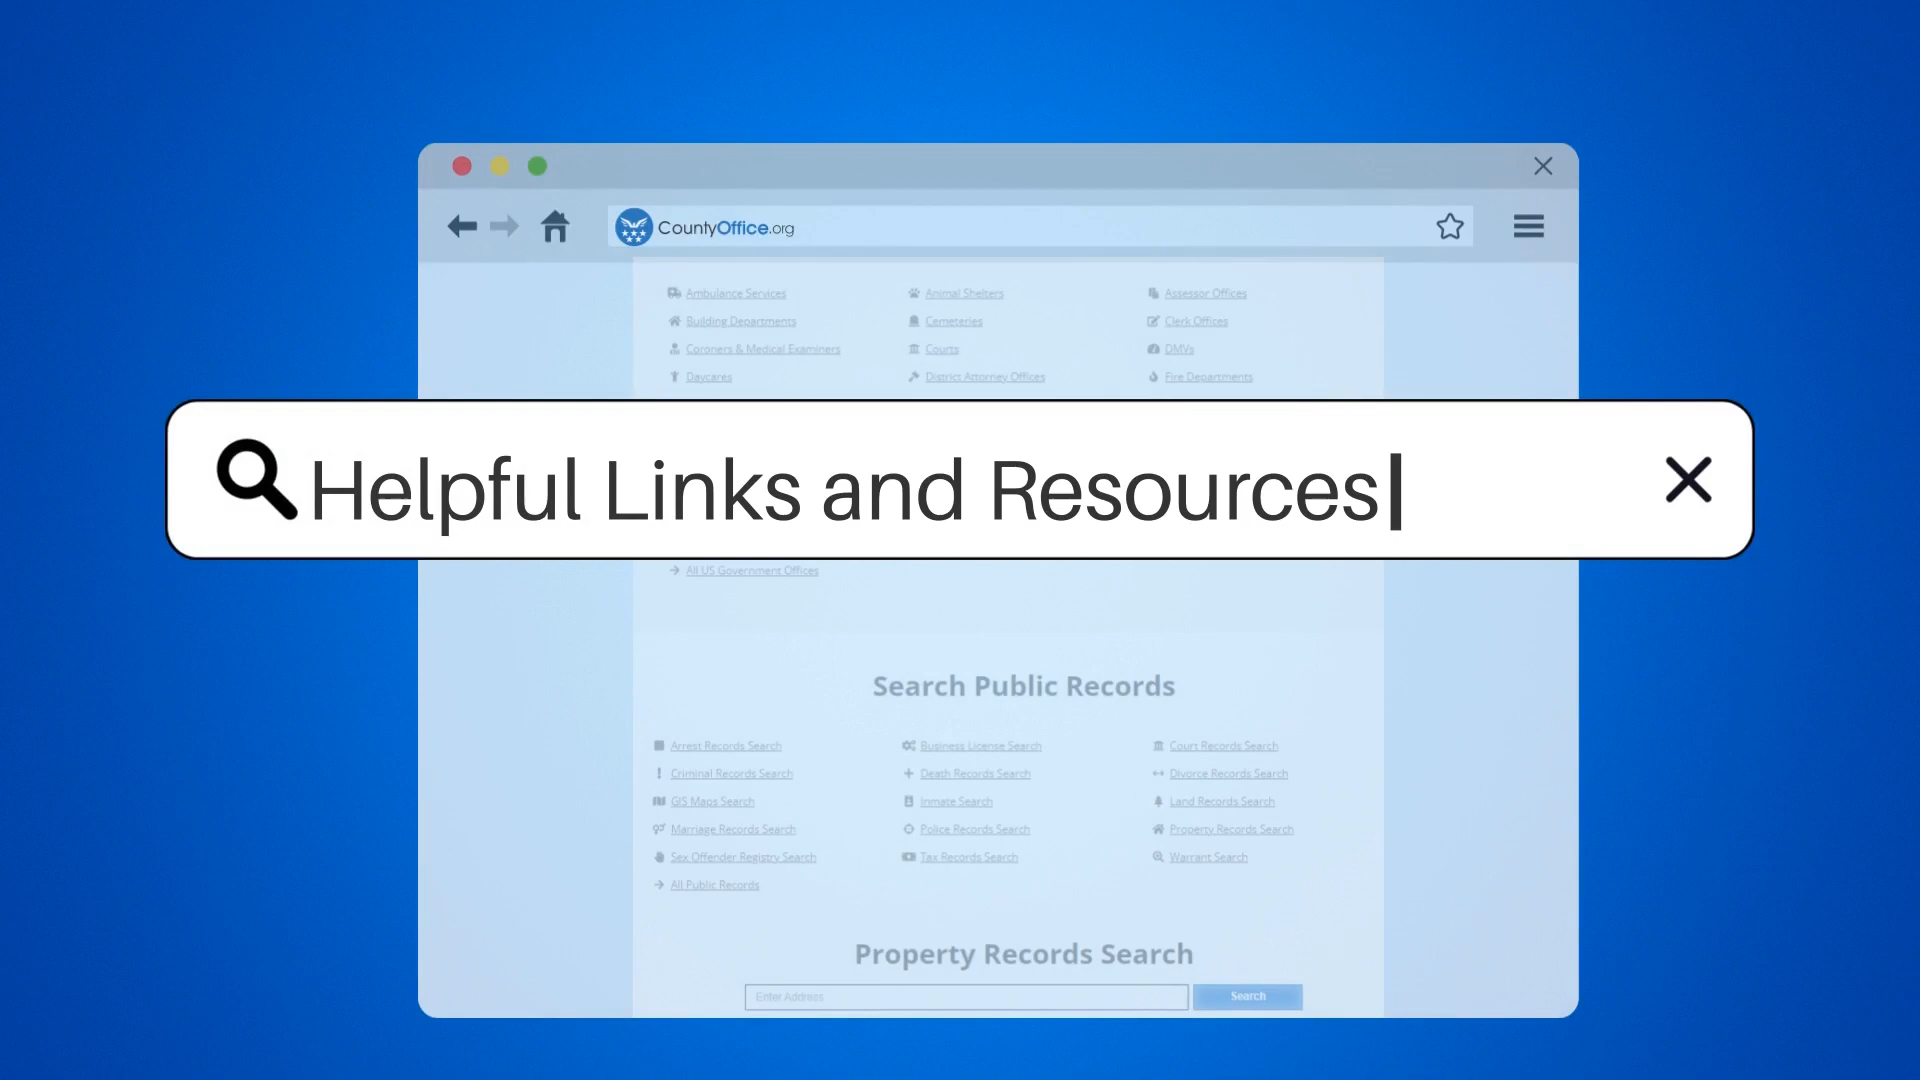 CountyOffice.org
Ambulance Services Animal Shelters Assessor Offices
Building Departments Cemeteries Clerk Offices
Coroners & Medical Examiners Courts DMVs
Daycares District Attorney Offices Fire Departments
Helpful Links and Resources
All US Government Offices
Search Public Records
Arrest Records Search Business License Search Court Records Search
Criminal Records Search Death Records Search Divorce Records Search
GIS Maps Search Inmate Search Land Records Search
Marriage Records Search Police Records Search Property Records Search
Sex Offender Registry Search Tax Records Search Warrant Search
All Public Records
Property Records Search
Enter Address Search